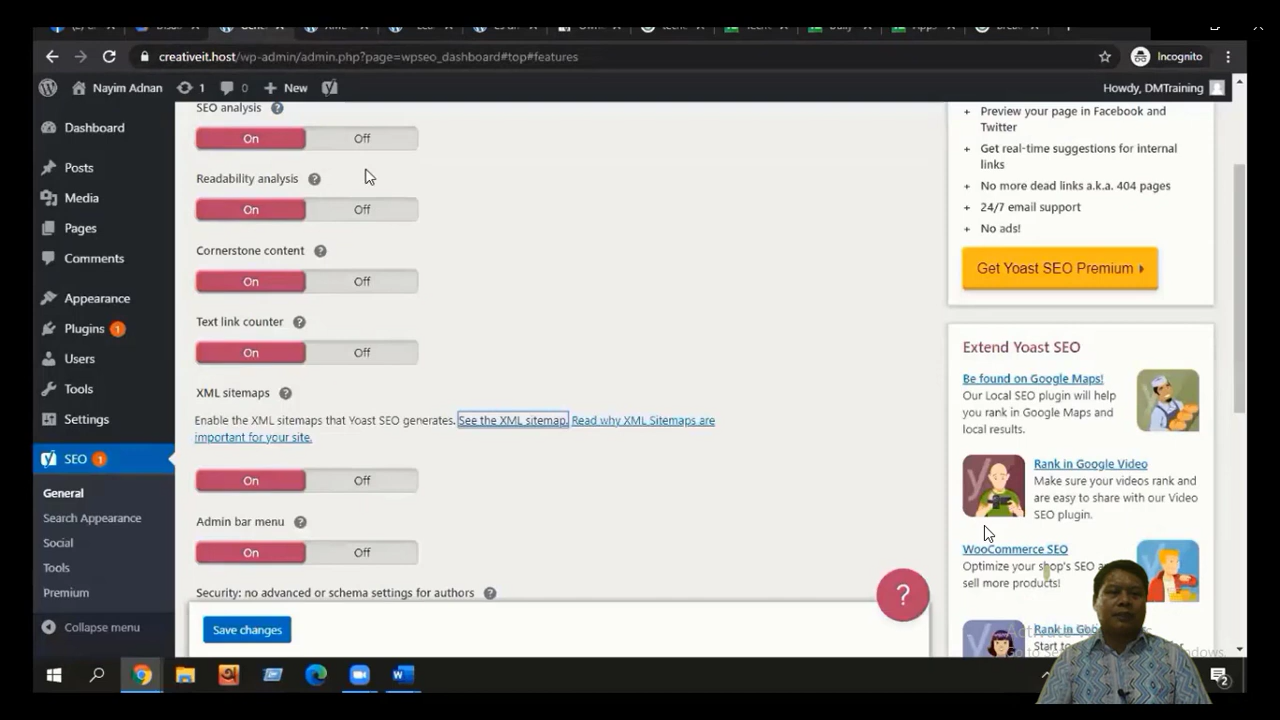 creativeit.host/wp-admin/admin.php?page=wpseo_dashboard#top#features
Incognito
Nayim Adnan
1
0
New
Howdy, DMTraining
Dashboard
Posts
Media
Pages
Comments
Appearance
Plugins 1
Users
Tools
Settings
SEO 1
General
Search Appearance
Social
Tools
Premium
Collapse menu
SEO analysis ?
On Off
Readability analysis ?
On Off
Cornerstone content ?
On Off
Text link counter ?
On Off
XML sitemaps ?
Enable the XML sitemaps that Yoast SEO generates. See the XML sitemap. Read why XML Sitemaps are
important for your site.
On Off
Admin bar menu ?
On Off
Security: no advanced or schema settings for authors ?
Save changes
?
+ Preview your page in Facebook and
Twitter
+ Get real-time suggestions for internal
links
+ No more dead links a.k.a. 404 pages
+ 24/7 email support
+ No ads!
Get Yoast SEO Premium
Extend Yoast SEO
Be found on Google Maps!
Our Local SEO plugin will help
you rank in Google Maps and
local results.
Rank in Google Video
Make sure your videos rank and
are easy to share with our Video
SEO plugin.
WooCommerce SEO
Optimize your shop's SEO
sell more products!
Rank in
Start
2